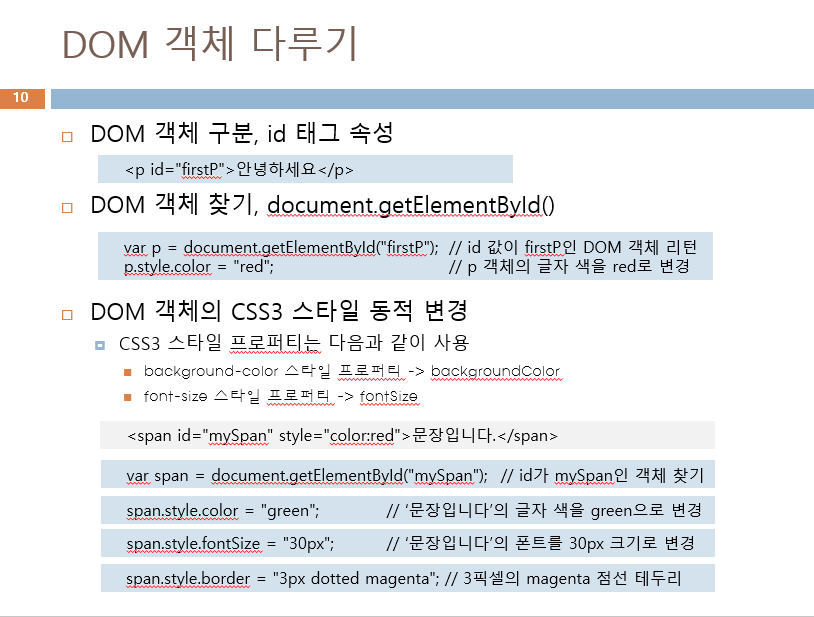 DOM 객체 다루기
10
DOM 객체 구분, id 태그 속성
<p id="firstP">안녕하세요</p>
DOM 객체 찾기, document.getElementById()
var p = document.getElementById("firstP"); // id 값이 firstP인 DOM 객체 리턴
p.style.color = "red"; // p 객체의 글자 색을 red로 변경
DOM 객체의 CSS3 스타일 동적 변경
CSS3 스타일 프로퍼티는 다음과 같이 사용
background-color 스타일 프로퍼티 -> backgroundColor
font-size 스타일 프로퍼티 -> fontSize
<span id="mySpan" style="color:red">문장입니다.</span>
var span = document.getElementById("mySpan"); // id가 mySpan인 객체 찾기
span.style.color = "green"; // ‘문장입니다’의 글자 색을 green으로 변경
span.style.fontSize = "30px"; // ‘문장입니다’의 폰트를 30px 크기로 변경
span.style.border = "3px dotted magenta"; // 3픽셀의 magenta 점선 테두리